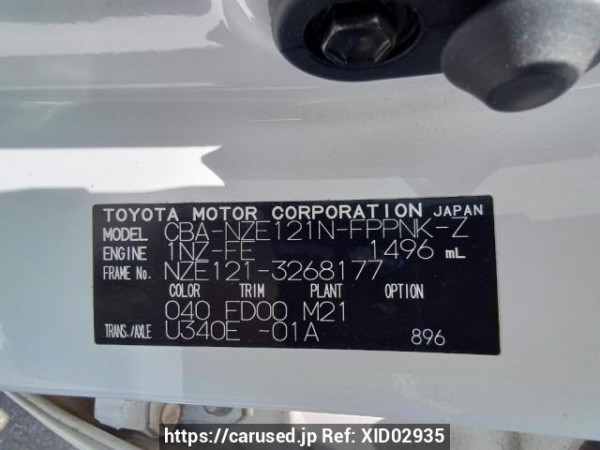 TOYOTA MOTOR CORPORATION JAPAN
MODEL CBA-NZE121N-FPPNK-Z
ENGINE 1NZ-FE 1496 mL
FRAME NO. NZE121-3268177
COLOR TRIM PLANT OPTION
040 FD00 M21
TRANS./AXLE U340E -01A 896
https://carused.jp Ref: XID02935